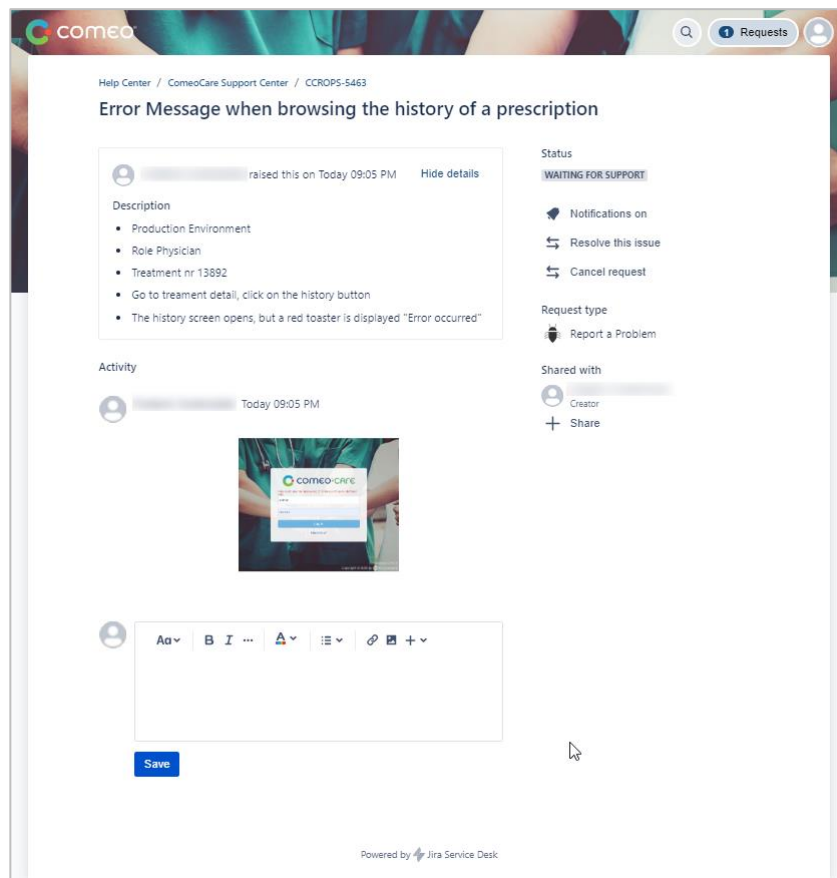 comeo
1 Requests
Help Center / ComeoCare Support Center / CCROPS-5463
Error Message when browsing the history of a prescription
raised this on Today 09:05 PM Hide details
Description
• Production Environment
• Role Physician
• Treatment nr 13892
• Go to treament detail, click on the history button
• The history screen opens, but a red toaster is displayed "Error occurred"
Status
WAITING FOR SUPPORT
Notifications on
Resolve this issue
Cancel request
Request type
Report a Problem
Shared with
Creator
Share
Activity
Today 09:05 PM
comeo•care
Aa B I ... A
Save
Powered by Jira Service Desk